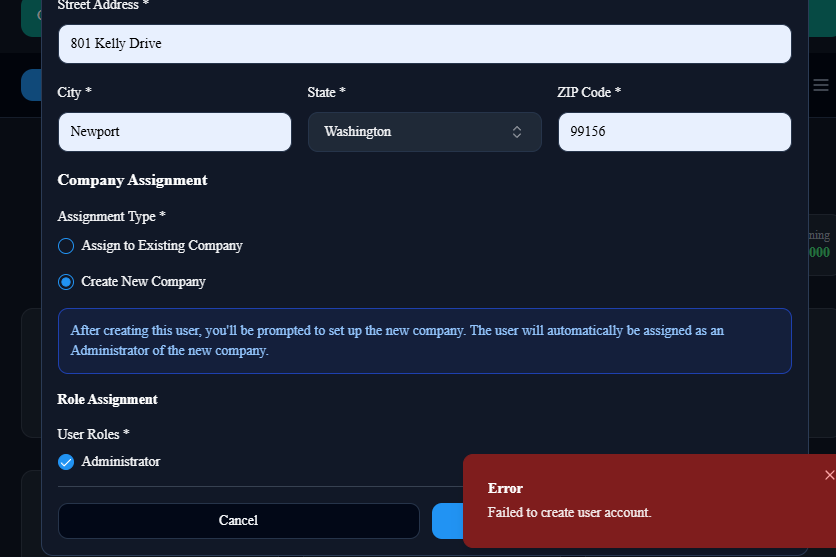 Street Address *
801 Kelly Drive
City *
State *
ZIP Code *
Newport
Washington
99156
Company Assignment
Assignment Type *
Assign to Existing Company
Create New Company
After creating this user, you'll be prompted to set up the new company. The user will automatically be assigned as an
Administrator of the new company.
Role Assignment
User Roles *
Administrator
Error
Failed to create user account.
Cancel
000